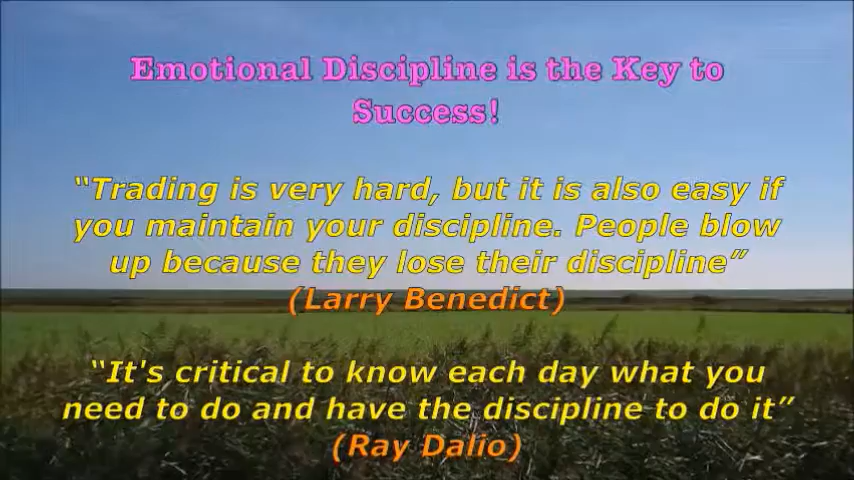 Emotional Discipline is the Key to
Success!
“Trading is very hard, but it is also easy if
you maintain your discipline. People blow
up because they lose their discipline”
(Larry Benedict)
“It's critical to know each day what you
need to do and have the discipline to do it”
(Ray Dalio)